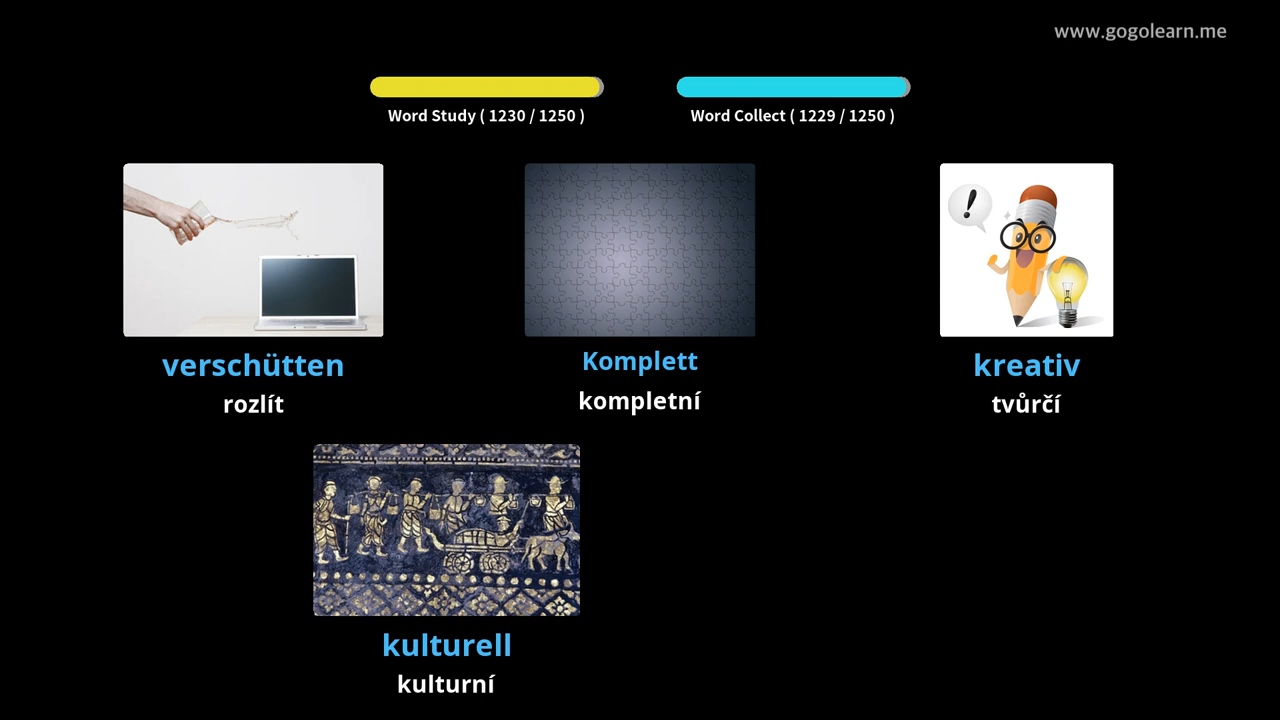 www.gogolearn.me
Word Study ( 1230 / 1250 )
Word Collect ( 1229 / 1250 )
verschütten
rozlít
Komplett
kompletní
kreativ
tvůrčí
kulturell
kulturní